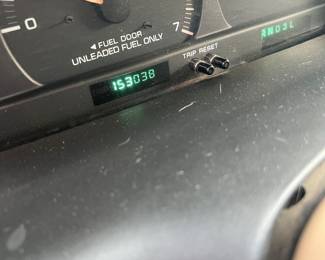 0
◄ FUEL DOOR 7
UNLEADED FUEL ONLY
TRIP RESET
153038
RND3L